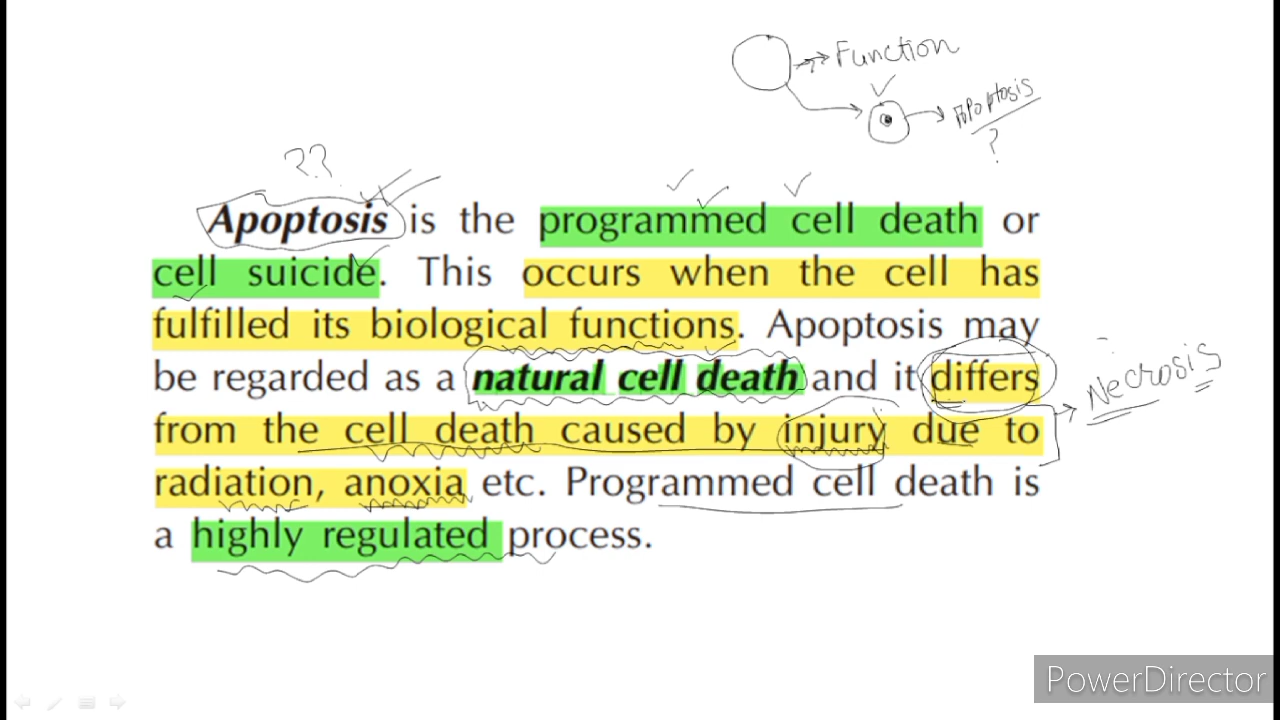 Function
Apoptosis
?
??
Apoptosis is the programmed cell death or
cell suicide. This occurs when the cell has
fulfilled its biological functions. Apoptosis may
be regarded as a natural cell death and it differs
from the cell death caused by injury due to
radiation, anoxia etc. Programmed cell death is
a highly regulated process.
Necrosis
PowerDirector